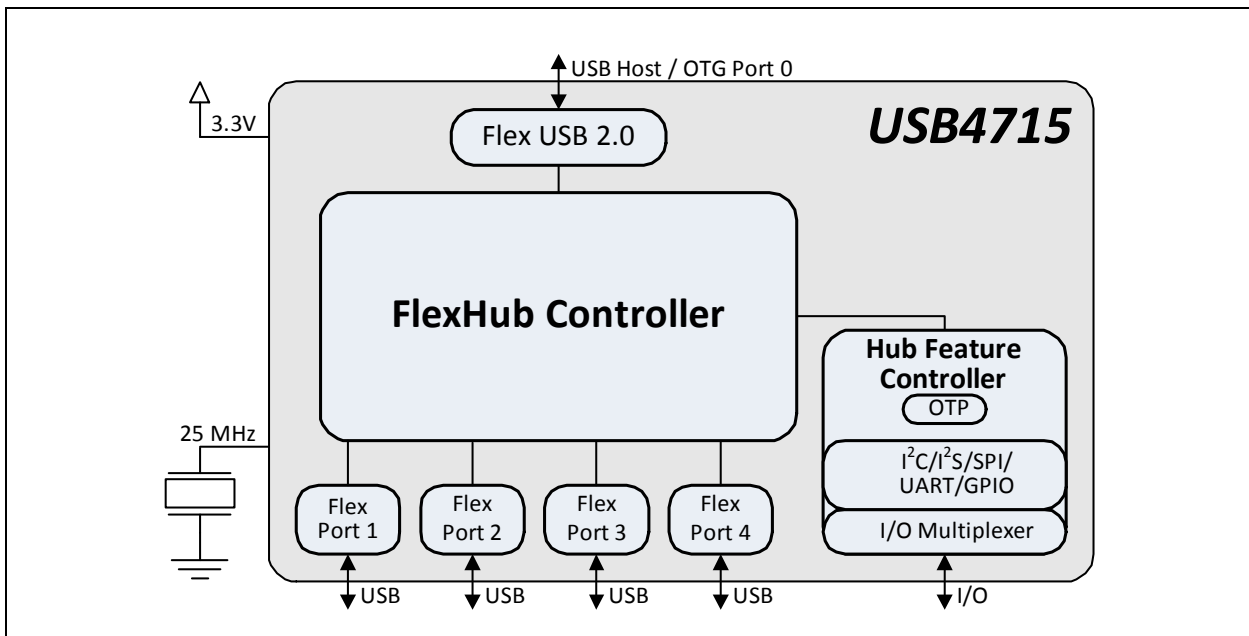 USB Host / OTG Port 0
USB4715
3.3V
Flex USB 2.0
FlexHub Controller
Hub Feature
Controller
OTP
25 MHz
I²C/I²S/SPI/
UART/GPIO
Flex
Port 1
Flex
Port 2
Flex
Port 3
Flex
Port 4
I/O Multiplexer
USB
USB
USB
USB
I/O